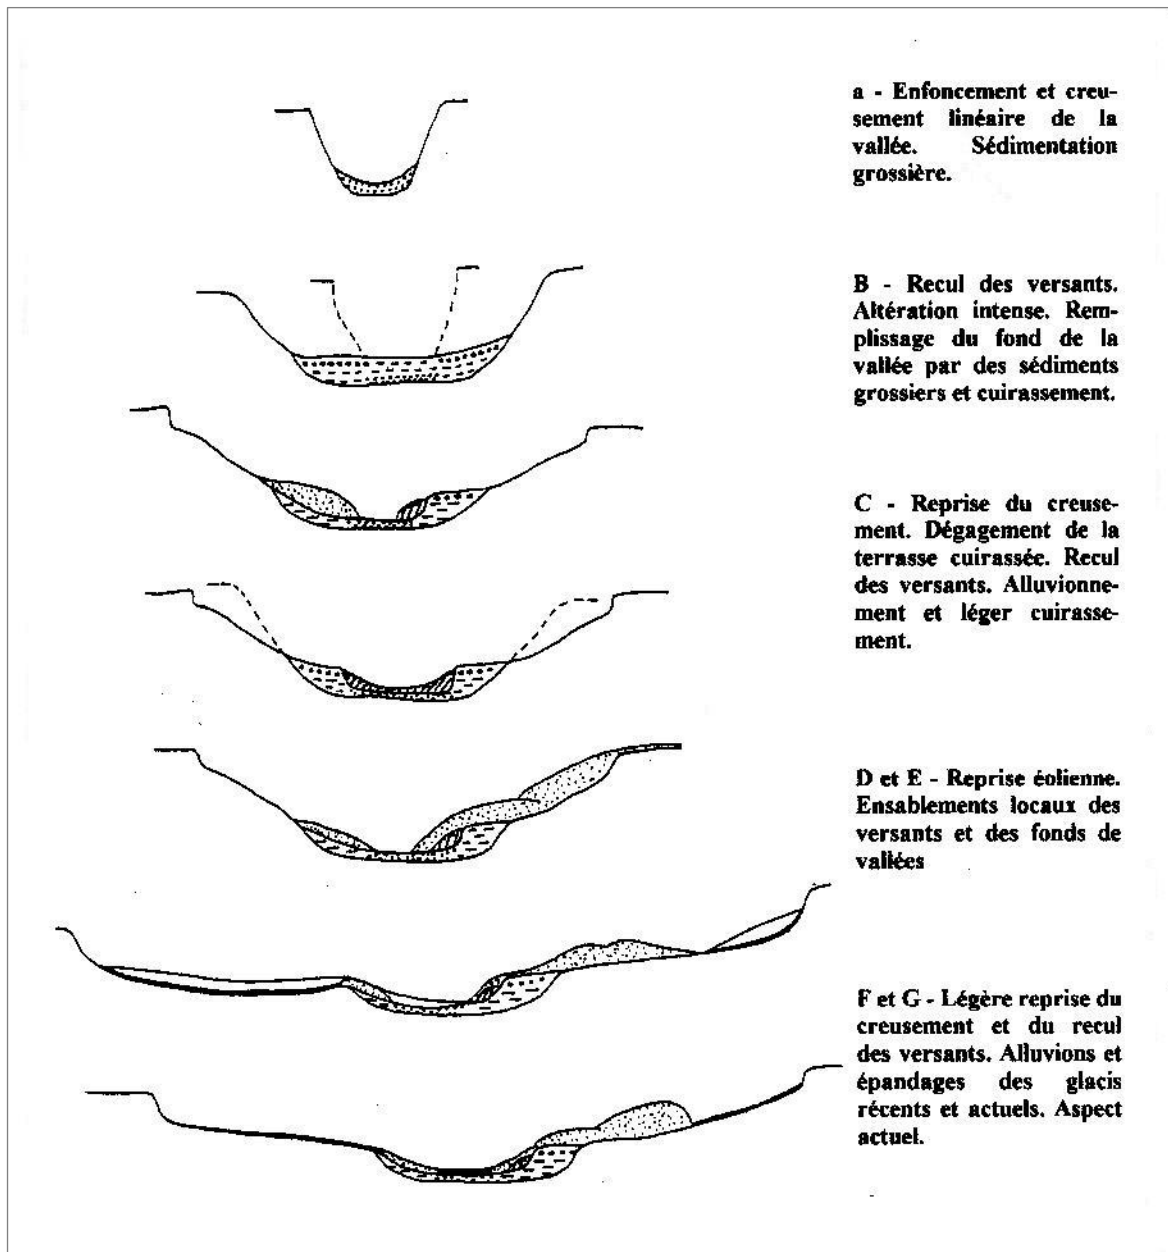 a - Enfoncement et creu-
sement linéaire de la
vallée. Sédimentation
grossière.
B - Recul des versants.
Altération intense. Rem-
plissage du fond de la
vallée par des sédiments
grossiers et cuirassement.
C - Reprise du creuse-
ment. Dégagement de la
terrasse cuirassée. Recul
des versants. Alluvionne-
ment et léger cuirasse-
ment.
D et E - Reprise éolienne.
Ensablements locaux des
versants et des fonds de
vallées
F et G - Légère reprise du
creusement et du recul
des versants. Alluvions et
épandages des glacis
récents et actuels. Aspect
actuel.